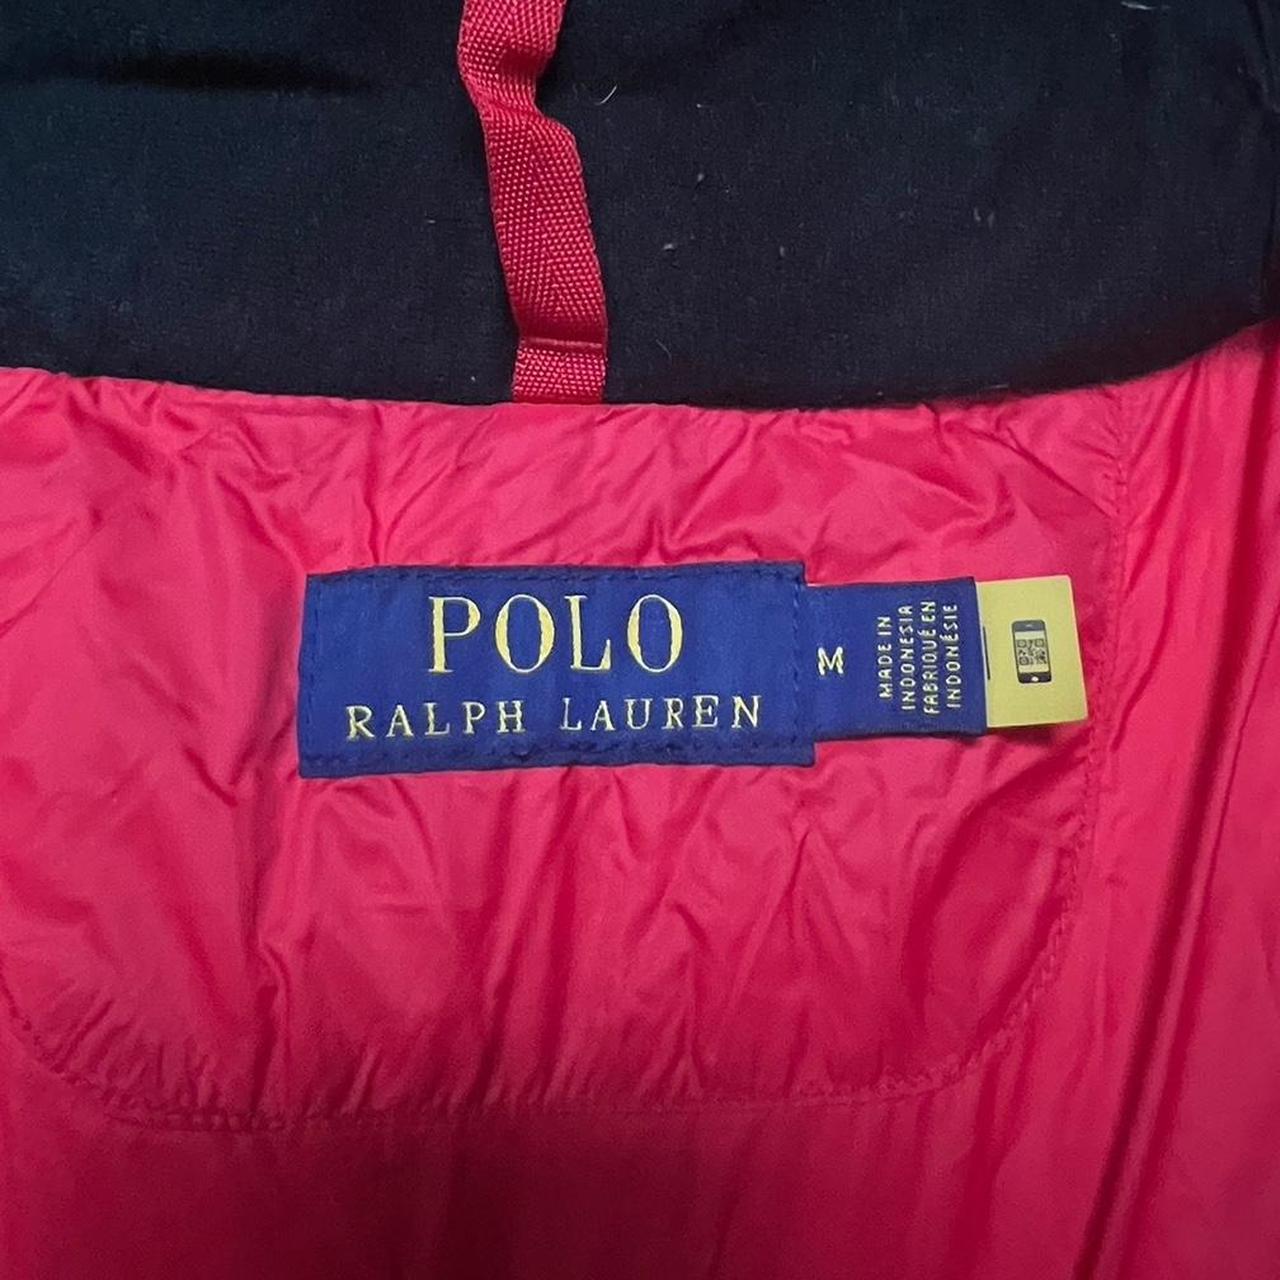 POLO
RALPH LAUREN
M
MADE IN
INDONESIA
FABRIQUÉ EN
INDONÉSIE